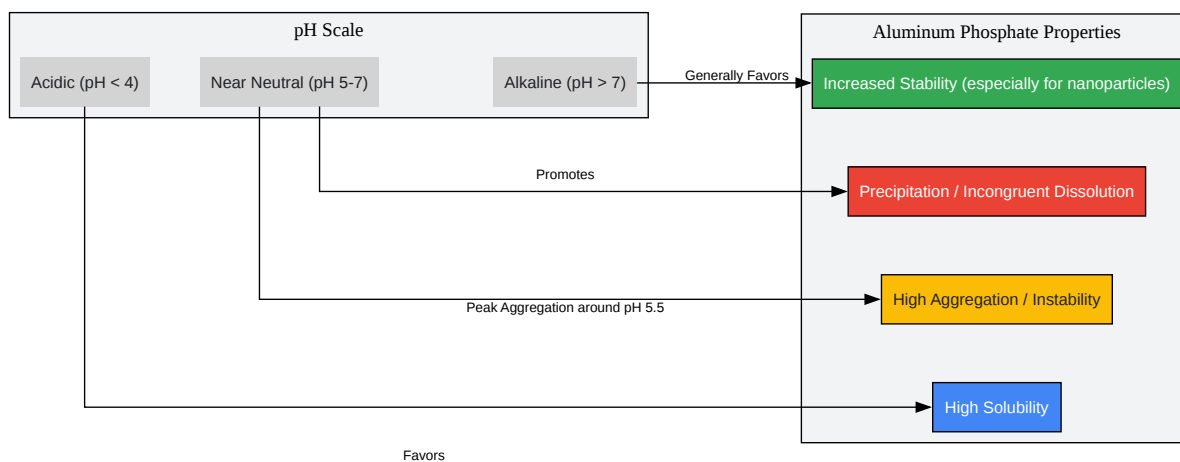 pH Scale
Aluminum Phosphate Properties
Acidic (pH < 4)
Near Neutral (pH 5-7)
Alkaline (pH > 7)
Generally Favors
Increased Stability (especially for nanoparticles)
Promotes
Precipitation / Incongruent Dissolution
Peak Aggregation around pH 5.5
High Aggregation / Instability
High Solubility
Favors